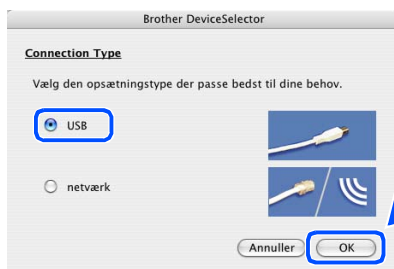 Brother DeviceSelector
Connection Type
Vælg den opsætningstype der passe bedst til dine behov.
USB
netværk
Annuller OK